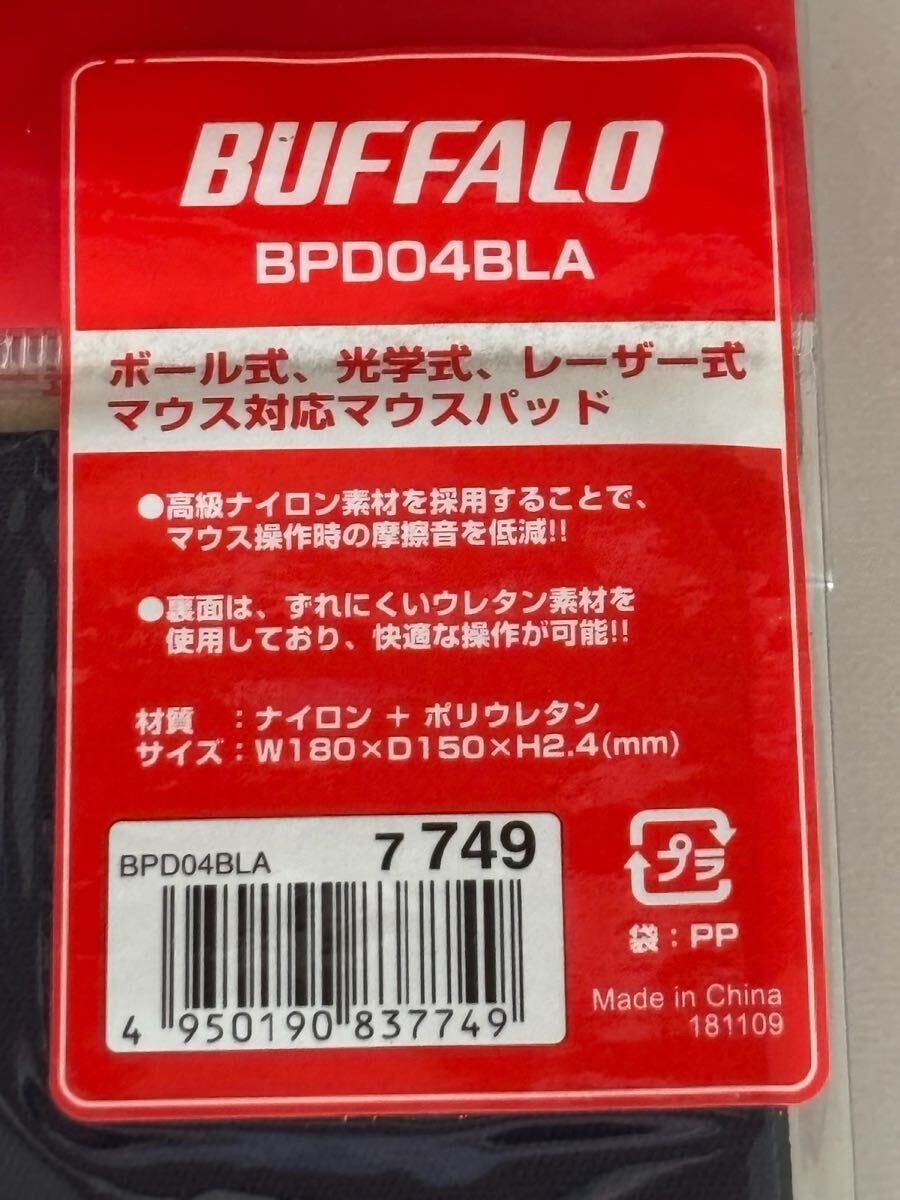 BUFFALO
BPD04BLA
ボール式、光学式、レーザー式
マウス対応マウスパッド
●高級ナイロン素材を採用することで、
マウス操作時の摩擦音を低減!!
●裏面は、ずれにくいウレタン素材を
使用しており、快適な操作が可能!!
材質　：ナイロン + ポリウレタン
サイズ：W180×D150×H2.4(mm)
BPD04BLA 7 749
4 950190 837749
プラ
袋：PP
Made in China
181109